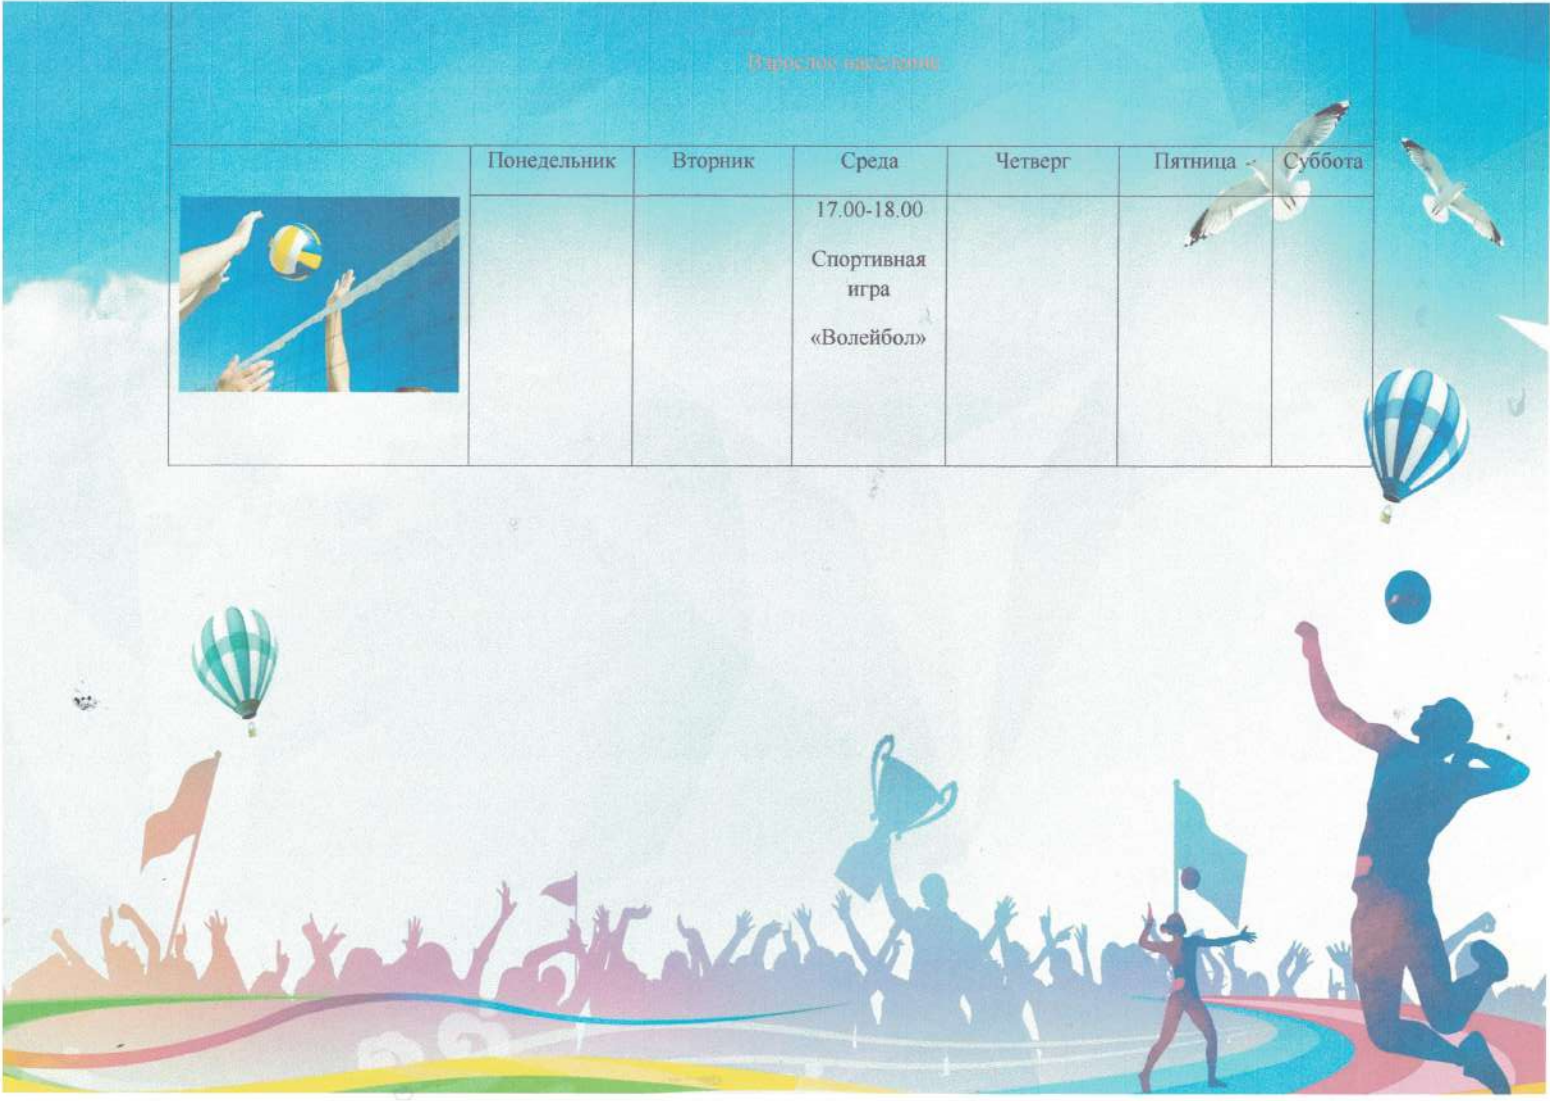 Взрослое население
Понедельник Вторник Среда Четверг Пятница Суббота
17.00-18.00
Спортивная
игра
«Волейбол»